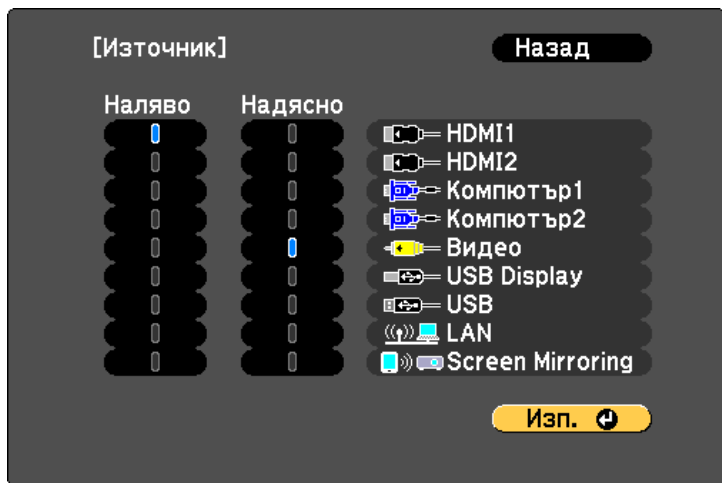 [Източник]
Назад
Наляво Надясно
HDMI1
HDMI2
Компютър1
Компютър2
Видео
USB Display
USB
LAN
Screen Mirroring
Изп.